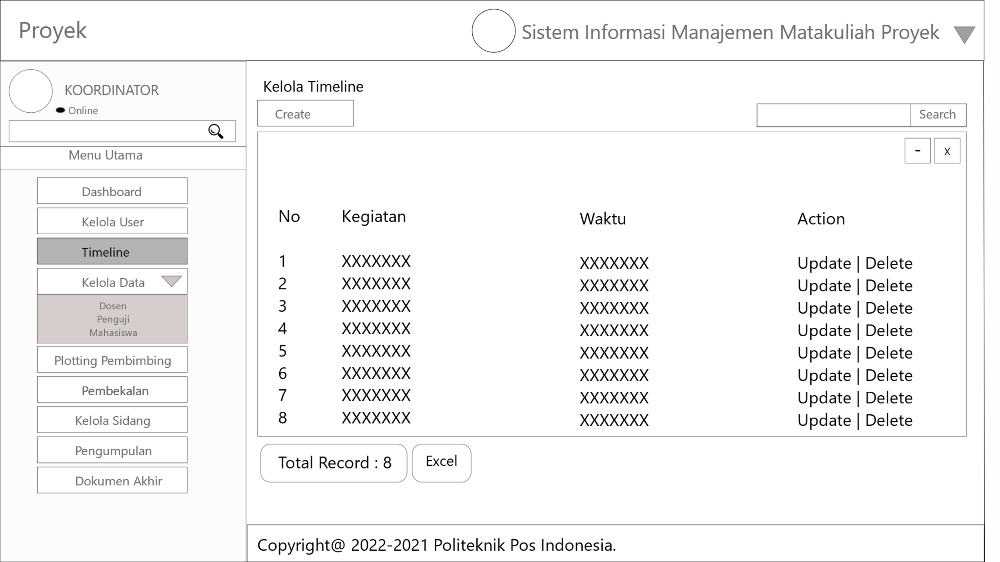 Proyek
Sistem Informasi Manajemen Matakuliah Proyek
KOORDINATOR
Online
Menu Utama
Dashboard
Kelola User
Timeline
Kelola Data
Dosen
Penguji
Mahasiswa
Plotting Pembimbing
Pembekalan
Kelola Sidang
Pengumpulan
Dokumen Akhir
Kelola Timeline
Create
Search
- x
No Kegiatan Waktu Action
1 XXXXXXX XXXXXXX Update | Delete
2 XXXXXXX XXXXXXX Update | Delete
3 XXXXXXX XXXXXXX Update | Delete
4 XXXXXXX XXXXXXX Update | Delete
5 XXXXXXX XXXXXXX Update | Delete
6 XXXXXXX XXXXXXX Update | Delete
7 XXXXXXX XXXXXXX Update | Delete
8 XXXXXXX XXXXXXX Update | Delete
Total Record : 8
Excel
Copyright@ 2022-2021 Politeknik Pos Indonesia.